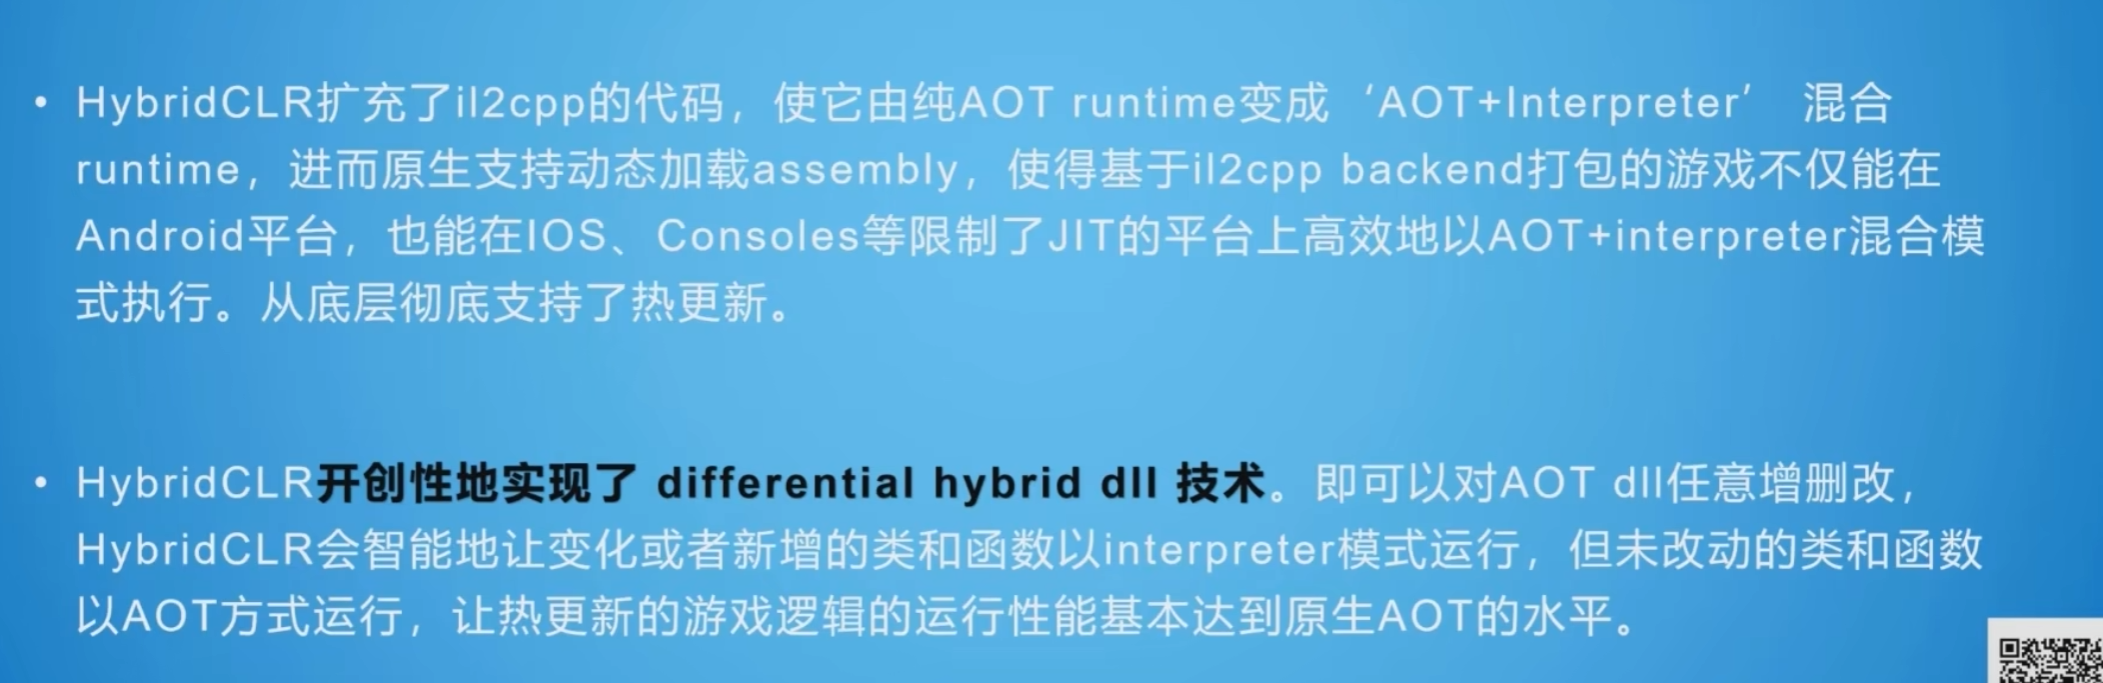 • HybridCLR扩充了il2cpp的代码，使它由纯AOT runtime变成‘AOT+Interpreter’ 混合
runtime，进而原生支持动态加载assembly，使得基于il2cpp backend打包的游戏不仅能在
Android平台，也能在IOS、Consoles等限制了JIT的平台上高效地以AOT+interpreter混合模
式执行。从底层彻底支持了热更新。
• HybridCLR开创性地实现了 differential hybrid dll 技术。即可以对AOT dll任意增删改，
HybridCLR会智能地让变化或者新增的类和函数以interpreter模式运行，但未改动的类和函数
以AOT方式运行，让热更新的游戏逻辑的运行性能基本达到原生AOT的水平。